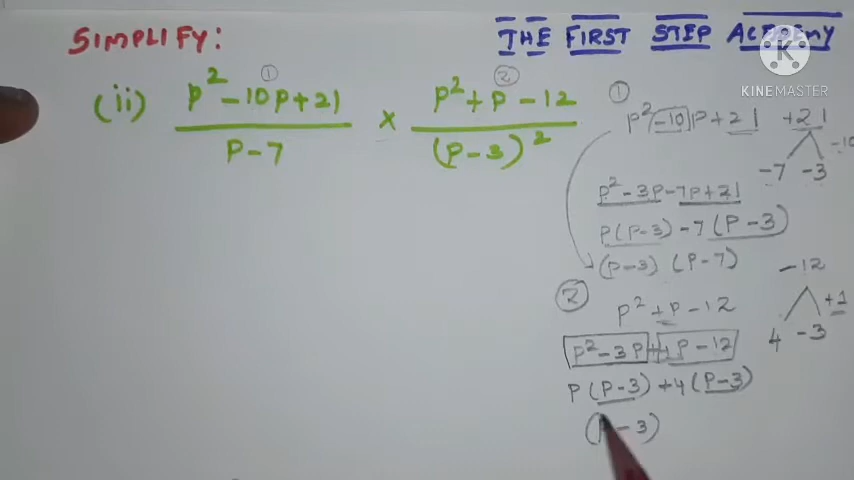 SIMPLIFY:
THE FIRST STEP ACADEMY
K
KINEMASTER
① ②
(ii) p² -10p+21 / p-7 × p²+p-12 / (p-3)²
①
p² -10 p+21
+21
-10
-7 -3
p²-3p-7p+21
p(p-3) -7(p-3)
(p-3) (p-7)
②
p²+p-12
-12
+1
4 -3
p²-3p+4p-12
p(p-3) +4(p-3)
(p-3)